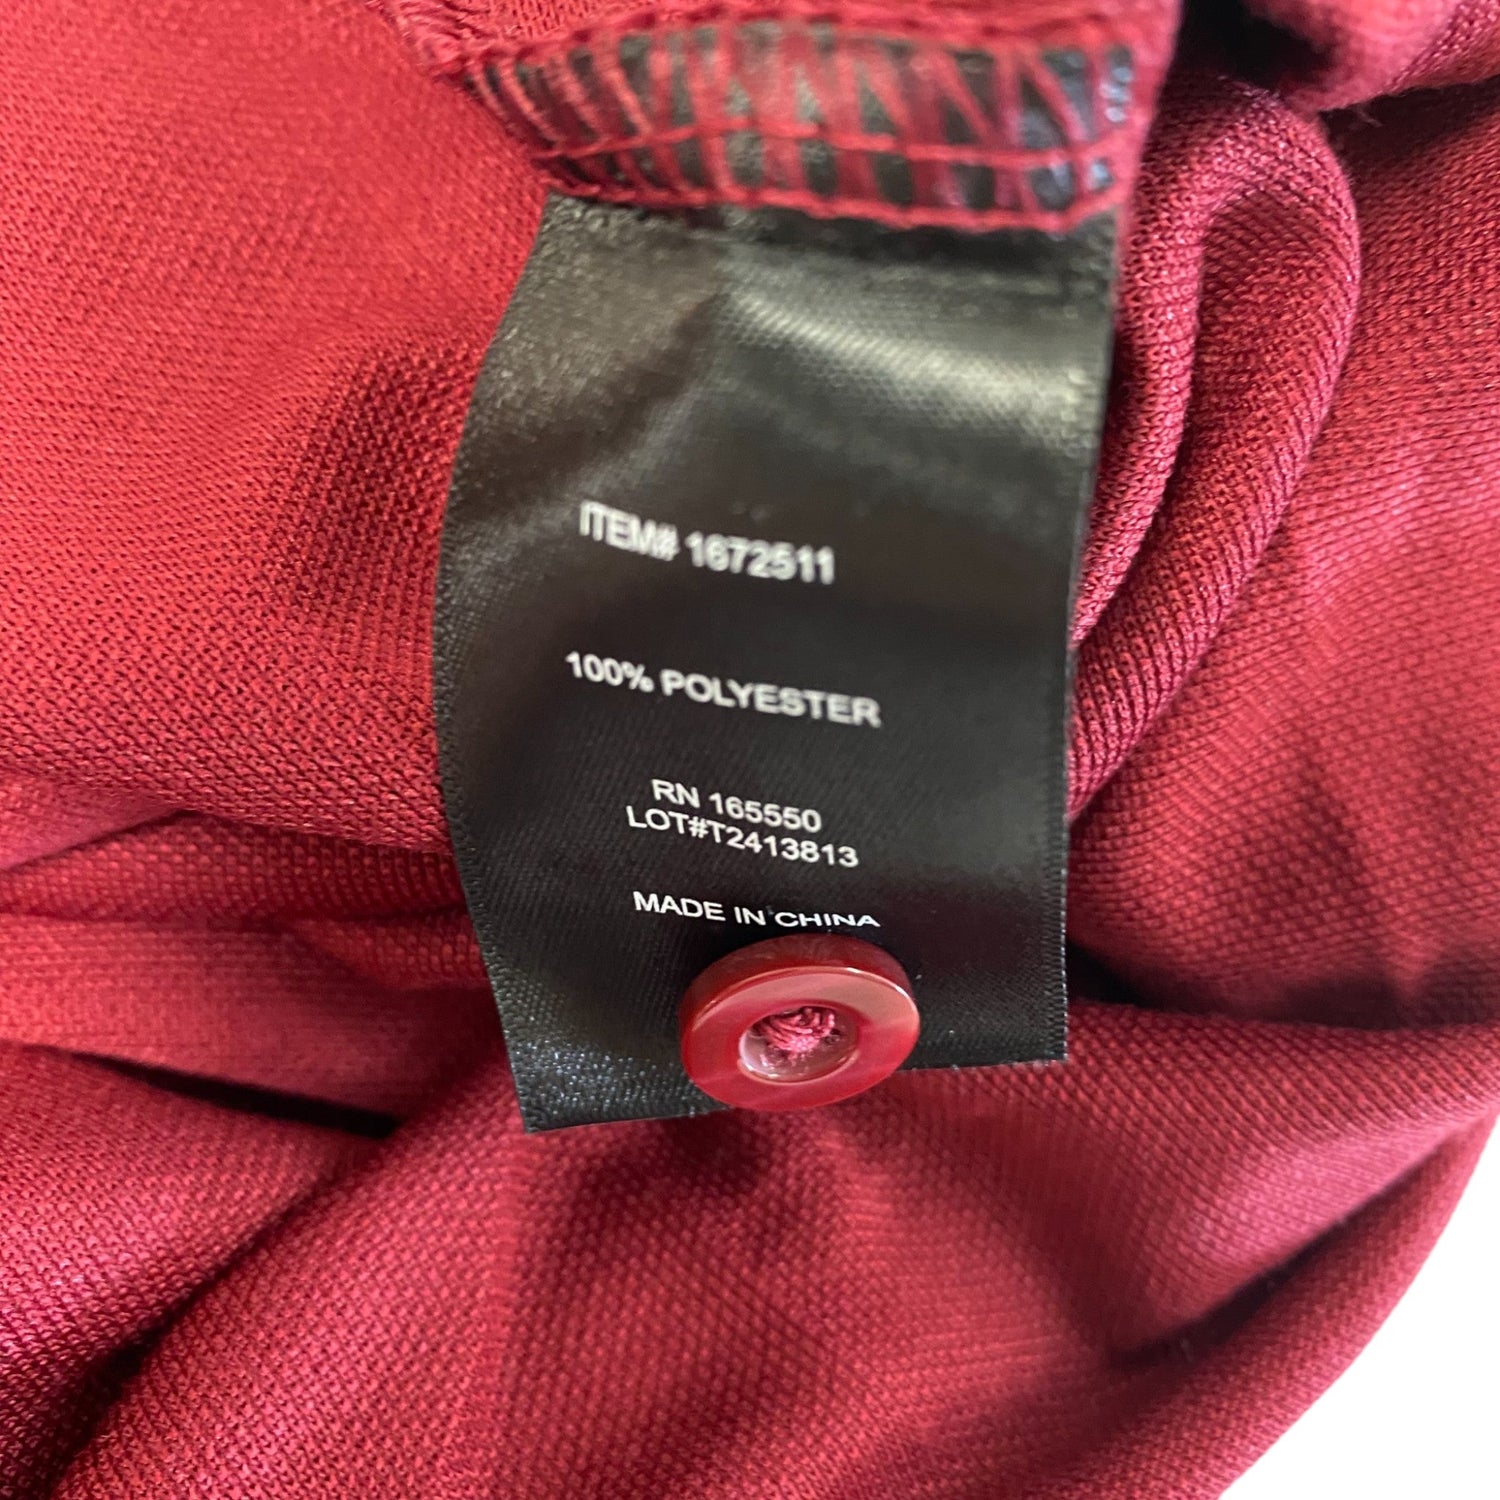 ITEM# 1672511
100% POLYESTER
RN 165550
LOT#T2413813
MADE IN CHINA